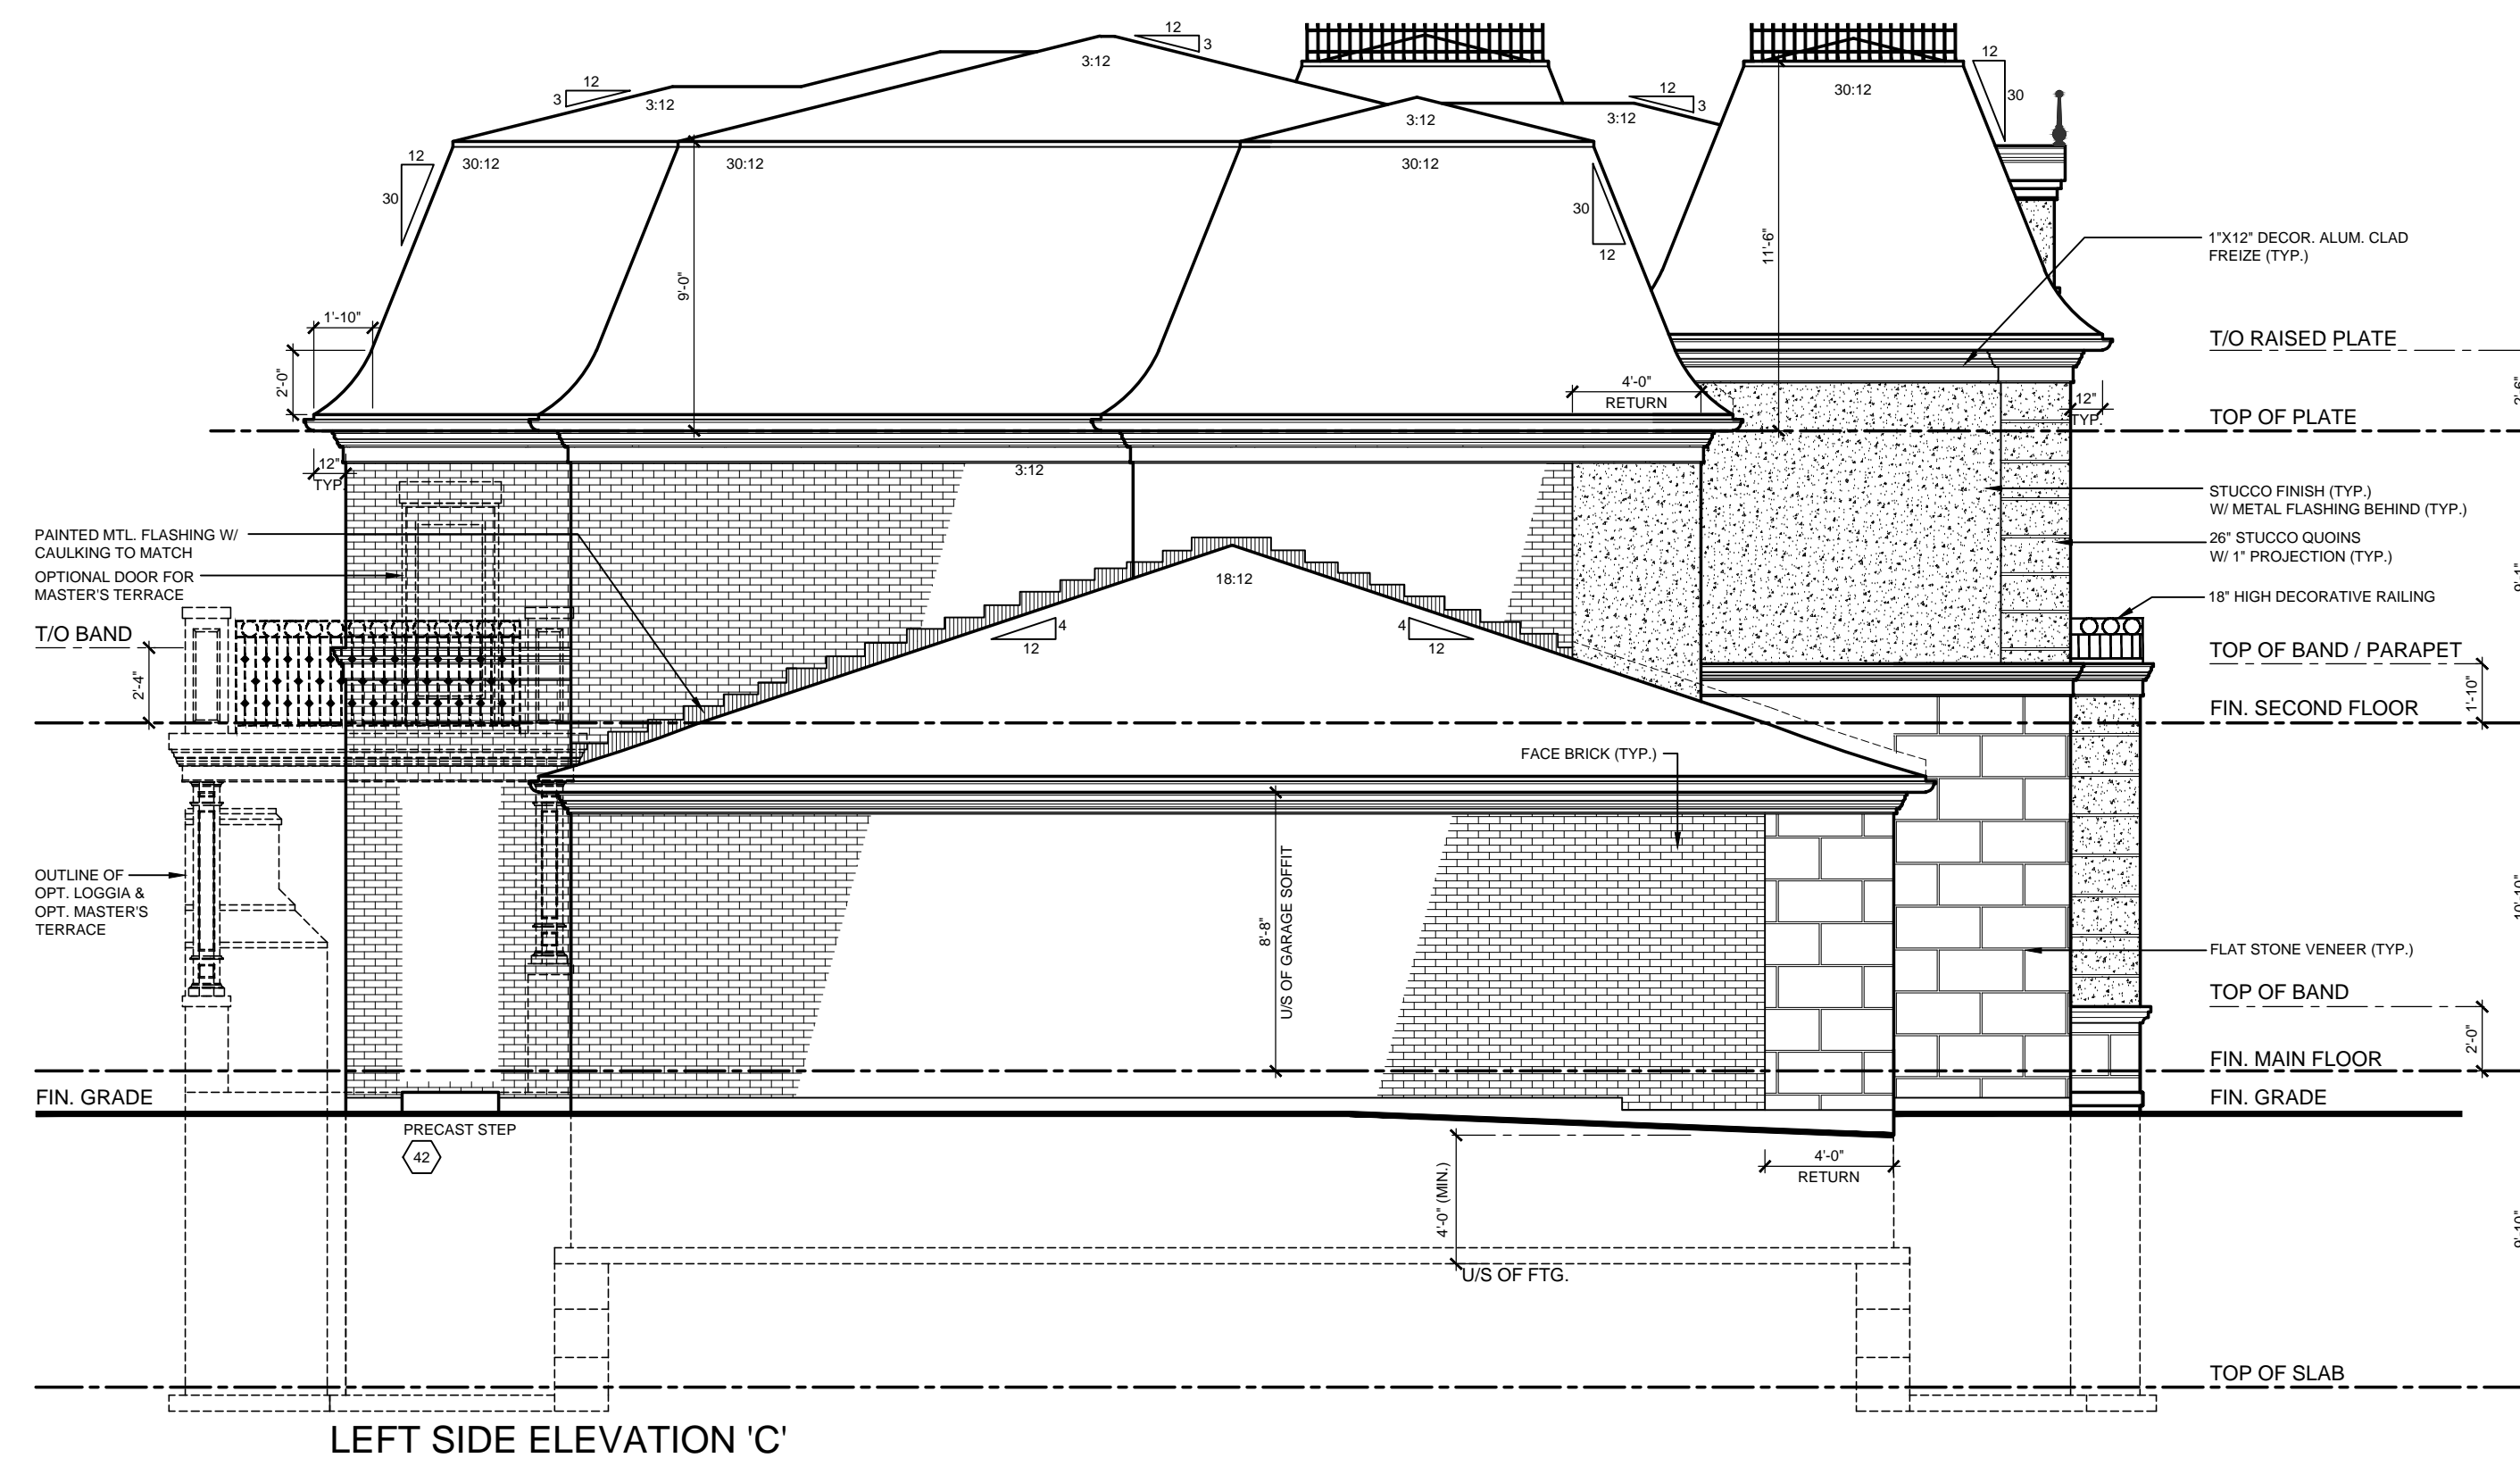 12
3
3:12
12
3
3:12
12
30
30:12
30:12
9'-0"
1'-10"
2'-0"
3:12
30:12
12
3
3:12
30
12
30:12
12
30
11'-6"
1"X12" DECOR. ALUM. CLAD
FREIZE (TYP.)
T/O RAISED PLATE
4'-0"
RETURN
12"
TYP.
2'-6"
TOP OF PLATE
12"
TYP.
3:12
STUCCO FINISH (TYP.)
W/ METAL FLASHING BEHIND (TYP.)
26" STUCCO QUOINS
W/ 1" PROJECTION (TYP.)
9'-1"
18" HIGH DECORATIVE RAILING
PAINTED MTL. FLASHING W/
CAULKING TO MATCH
OPTIONAL DOOR FOR
MASTER'S TERRACE
18:12
4
12
4
12
T/O BAND
2'-4"
TOP OF BAND / PARAPET
1'-10"
FIN. SECOND FLOOR
FACE BRICK (TYP.)
8'-8"
U/S OF GARAGE SOFFIT
OUTLINE OF
OPT. LOGGIA &
OPT. MASTER'S
TERRACE
10'-10"
FLAT STONE VENEER (TYP.)
TOP OF BAND
2'-0"
FIN. MAIN FLOOR
FIN. GRADE
FIN. GRADE
PRECAST STEP
42
4'-0"
RETURN
4'-0" (MIN.)
U/S OF FTG.
TOP OF SLAB
LEFT SIDE ELEVATION 'C'